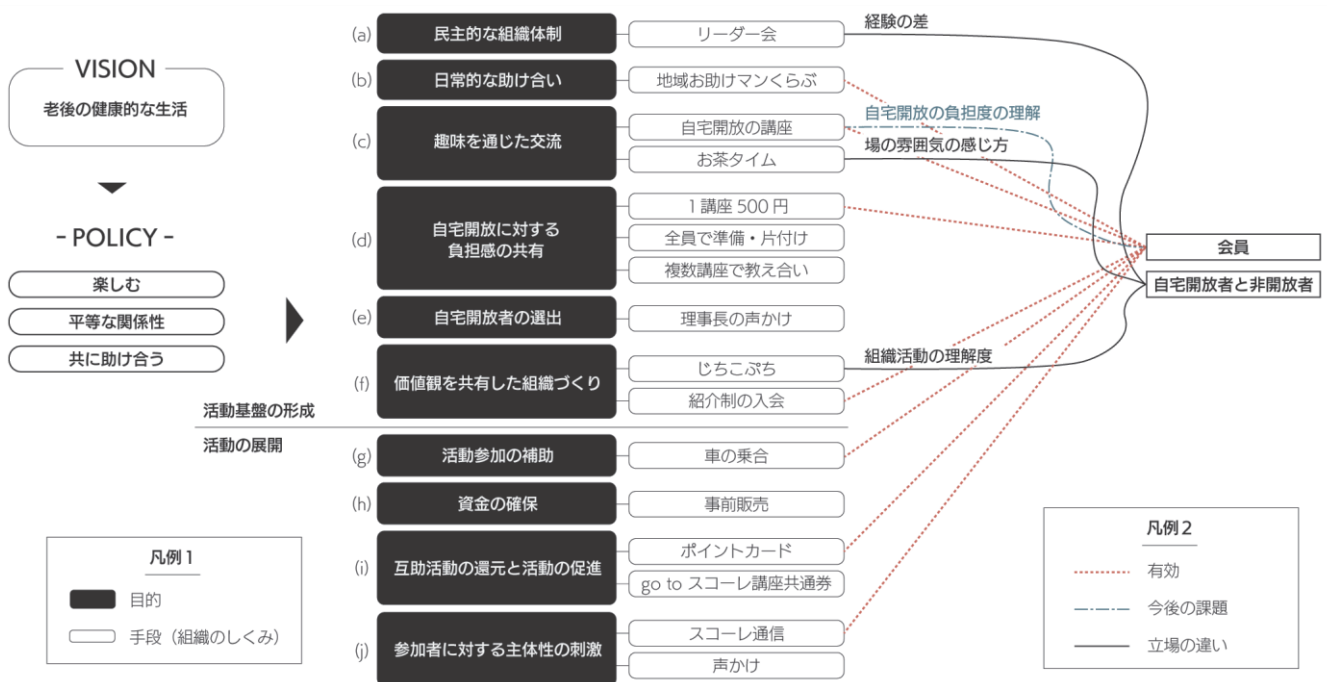 VISION
老後の健康的な生活
- POLICY -
楽しむ
平等な関係性
共に助け合う
(a)
民主的な組織体制
リーダー会
経験の差
(b)
日常的な助け合い
地域お助けマンくらぶ
(c)
趣味を通じた交流
自宅開放の講座
自宅開放の負担度の理解
お茶タイム
場の雰囲気の感じ方
(d)
自宅開放に対する
負担感の共有
1講座 500 円
全員で準備・片付け
複数講座で教え合い
(e)
自宅開放者の選出
理事長の声かけ
(f)
価値観を共有した組織づくり
じちこぷち
組織活動の理解度
紹介制の入会
会員
自宅開放者と非開放者
活動基盤の形成
活動の展開
(g)
活動参加の補助
車の乗合
(h)
資金の確保
事前販売
(i)
互助活動の還元と活動の促進
ポイントカード
go to スコーレ講座共通券
(j)
参加者に対する主体性の刺激
スコーレ通信
声かけ
凡例1
目的
手段（組織のしくみ）
凡例2
有効
今後の課題
立場の違い